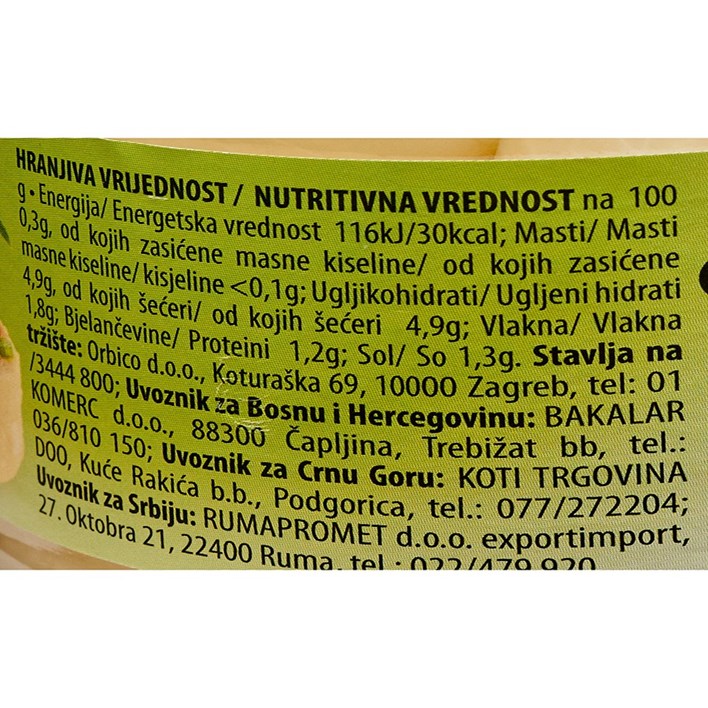 HRANJIVA VRIJEDNOST / NUTRITIVNA VREDNOST na 100
g • Energija/ Energetska vrednost 116kJ/30kcal; Masti/ Masti
0,3g, od kojih zasićene masne kiseline/ od kojih zasićene
masne kiseline/ kisjeline <0,1g; Ugljikohidrati/ Ugljeni hidrati
4,9g, od kojih šećeri/ od kojih šećeri 4,9g; Vlakna/ Vlakna
1,8g; Bjelančevine/ Proteini 1,2g; Sol/ So 1,3g. Stavlja na
tržište: Orbico d.o.o., Koturaška 69, 10000 Zagreb, tel: 01
/3444 800; Uvoznik za Bosnu i Hercegovinu: BAKALAR
KOMERC d.o.o., 88300 Čapljina, Trebižat bb, tel.:
036/810 150; Uvoznik za Crnu Goru: KOTI TRGOVINA
DOO, Kuće Rakića b.b., Podgorica, tel.: 077/272204;
Uvoznik za Srbiju: RUMAPROMET d.o.o. exportimport,
27. Oktobra 21, 22400 Ruma, tel.: 022/479 920